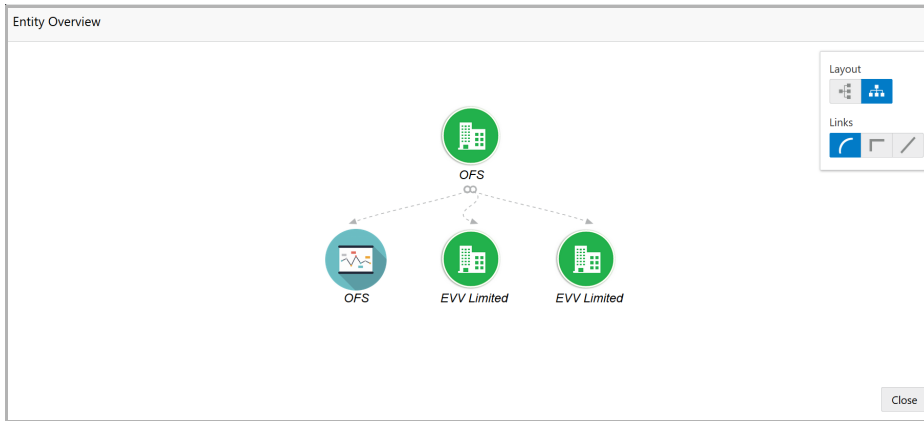 Entity Overview
Layout
Links
OFS
OFS
EVV Limited
EVV Limited
Close